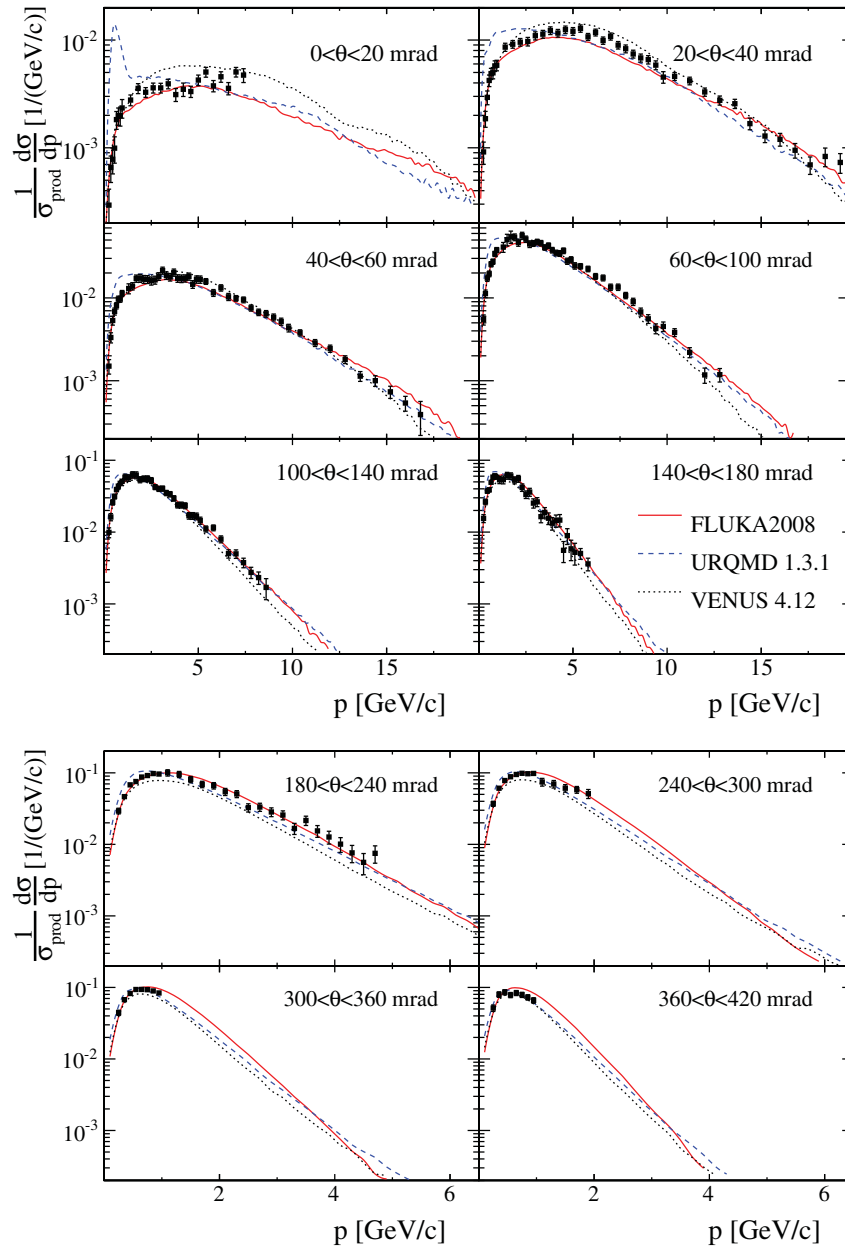 0<θ<20 mrad
20<θ<40 mrad
10⁻²
10⁻³
1/σprod dσ/dp [1/(GeV/c)]
40<θ<60 mrad
60<θ<100 mrad
10⁻²
10⁻³
100<θ<140 mrad
140<θ<180 mrad
10⁻¹
10⁻²
10⁻³
FLUKA2008
URQMD 1.3.1
VENUS 4.12
5 10 15
5 10 15
p [GeV/c]
p [GeV/c]
180<θ<240 mrad
240<θ<300 mrad
10⁻¹
10⁻²
10⁻³
1/σprod dσ/dp [1/(GeV/c)]
300<θ<360 mrad
360<θ<420 mrad
10⁻¹
10⁻²
10⁻³
2 4 6
2 4 6
p [GeV/c]
p [GeV/c]